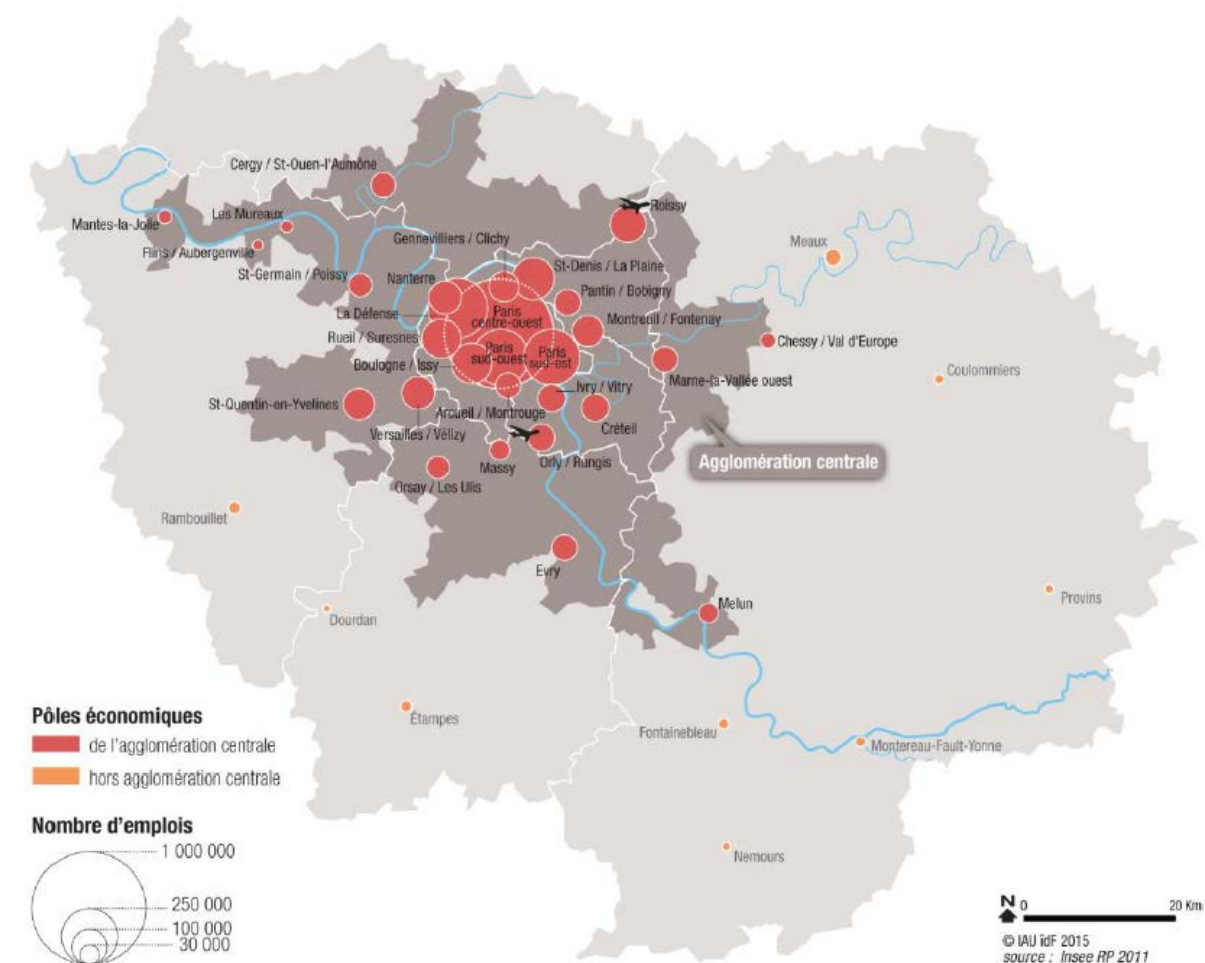 Cergy / St-Ouen-l'Aumône
Roissy
Mantes-la-Jolie
Les Mureaux
Flins / Aubergenville
Gennevilliers / Clichy
Meaux
St-Germain / Poissy
Nanterre
St-Denis / La Plaine
Pantin / Bobigny
La Défense
Paris
centre-ouest
Montreuil / Fontenay
Rueil / Suresnes
Chessy / Val d'Europe
Paris
sud-ouest
Paris
sud-est
Boulogne / Issy
Marne-la-Vallée ouest
Coulommiers
Ivry / Vitry
St-Quentin-en-Yvelines
Arcueil / Montrouge
Créteil
Versailles / Vélizy
Orly / Rungis
Massy
Agglomération centrale
Orsay / Les Ulis
Rambouillet
Evry
Provins
Melun
Dourdan
Étampes
Fontainebleau
Montereau-Fault-Yonne
Nemours
Pôles économiques
de l'agglomération centrale
hors agglomération centrale
Nombre d'emplois
1 000 000
250 000
100 000
30 000
N 0 20 Km
© IAU îdF 2015
source : Insee RP 2011